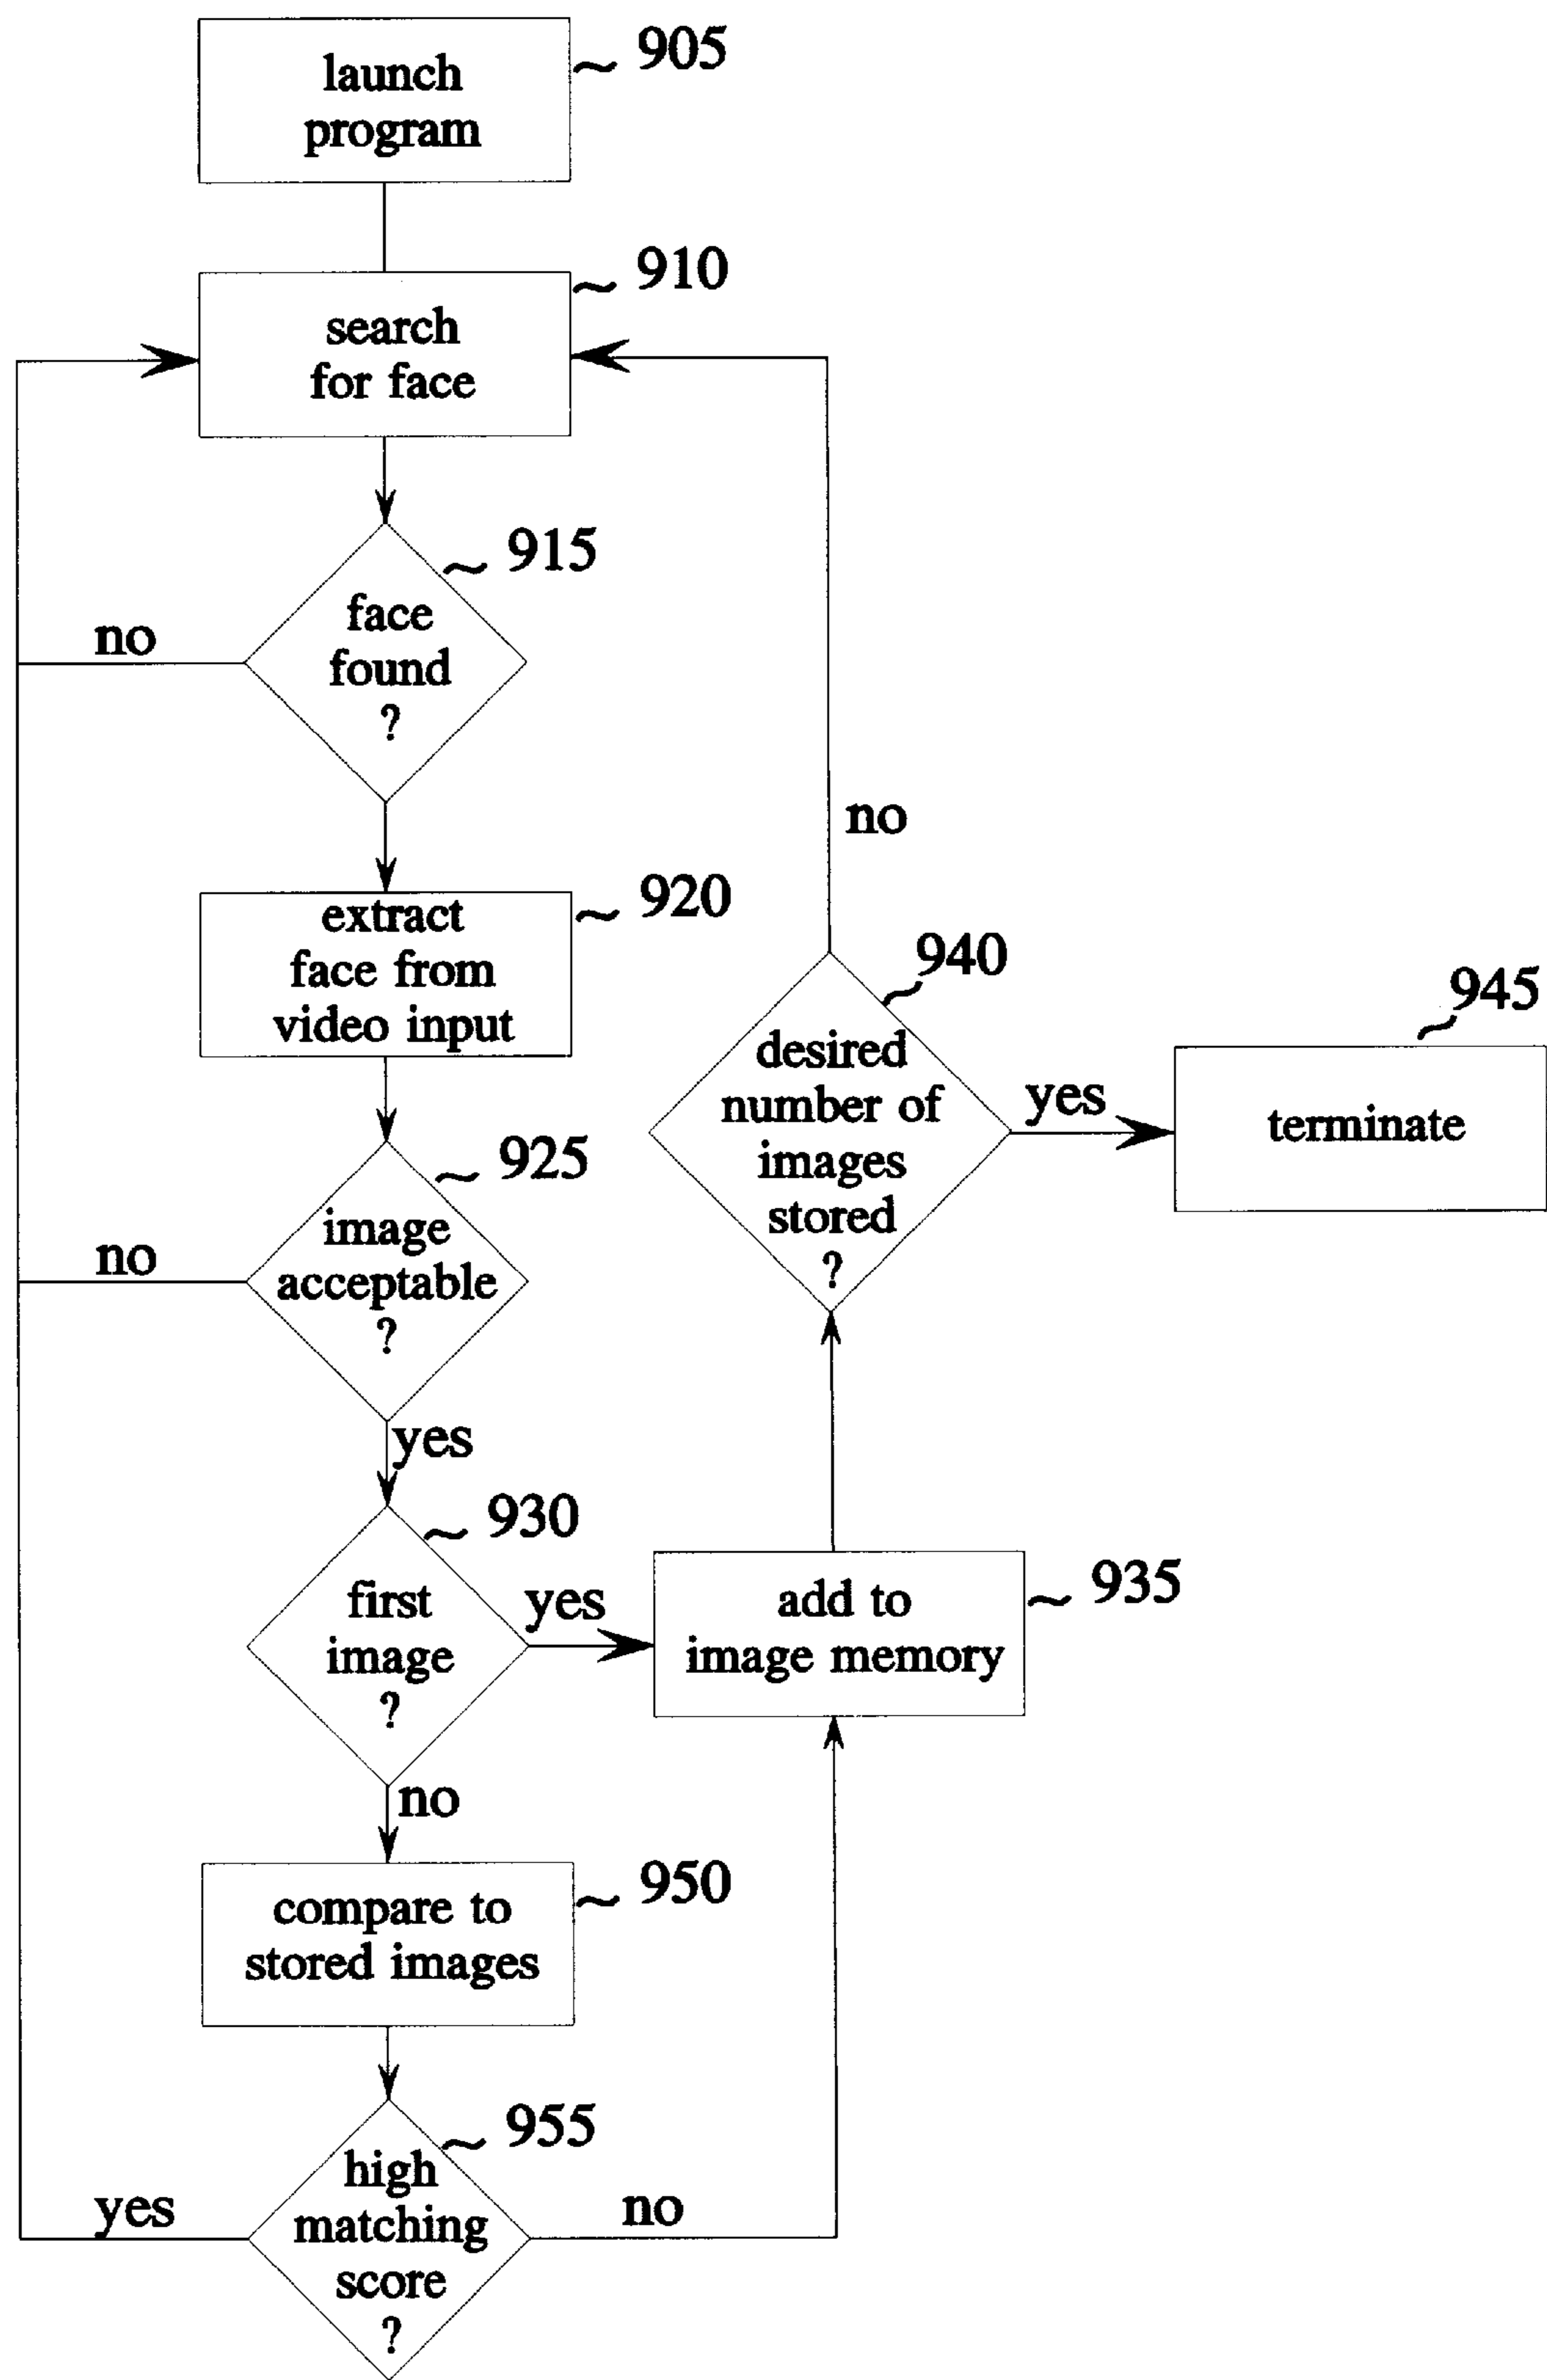 launch
program
905
search
for face
910
face
found
?
915
no
extract
face from
video input
920
image
acceptable
?
925
no
yes
first
image
?
930
yes
add to
image memory
935
desired
number of
images
stored
?
940
no
yes
terminate
945
no
compare to
stored images
950
high
matching
score
?
955
yes
no